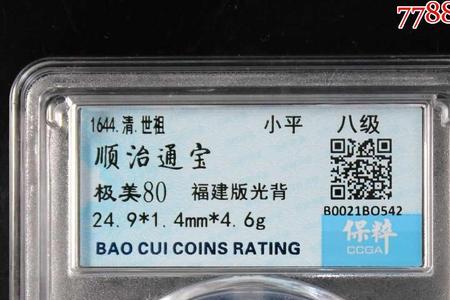 7788
1644.清.世祖 小平 八级
顺治通宝
极美80 福建版光背
24.9*1.4mm*4.6g
B0021BO542
BAO CUI COINS RATING
保粹
CCGA